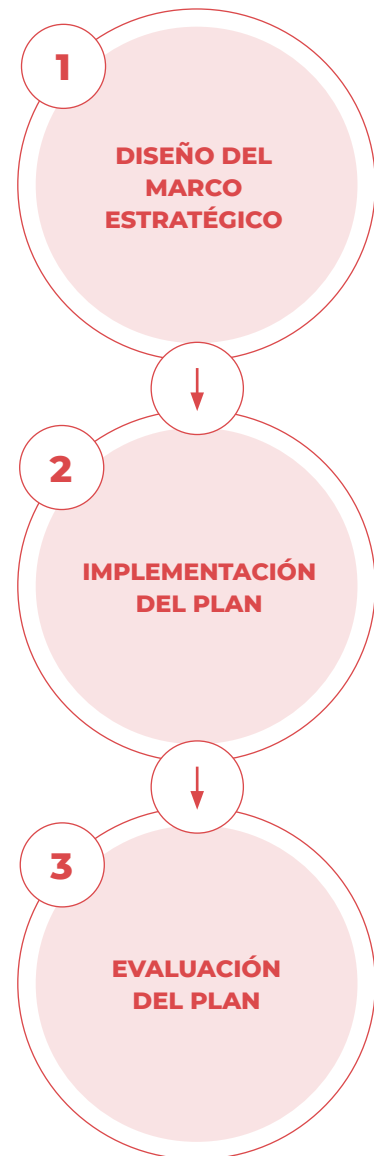 1
DISEÑO DEL
MARCO
ESTRATÉGICO
2
IMPLEMENTACIÓN
DEL PLAN
3
EVALUACIÓN
DEL PLAN